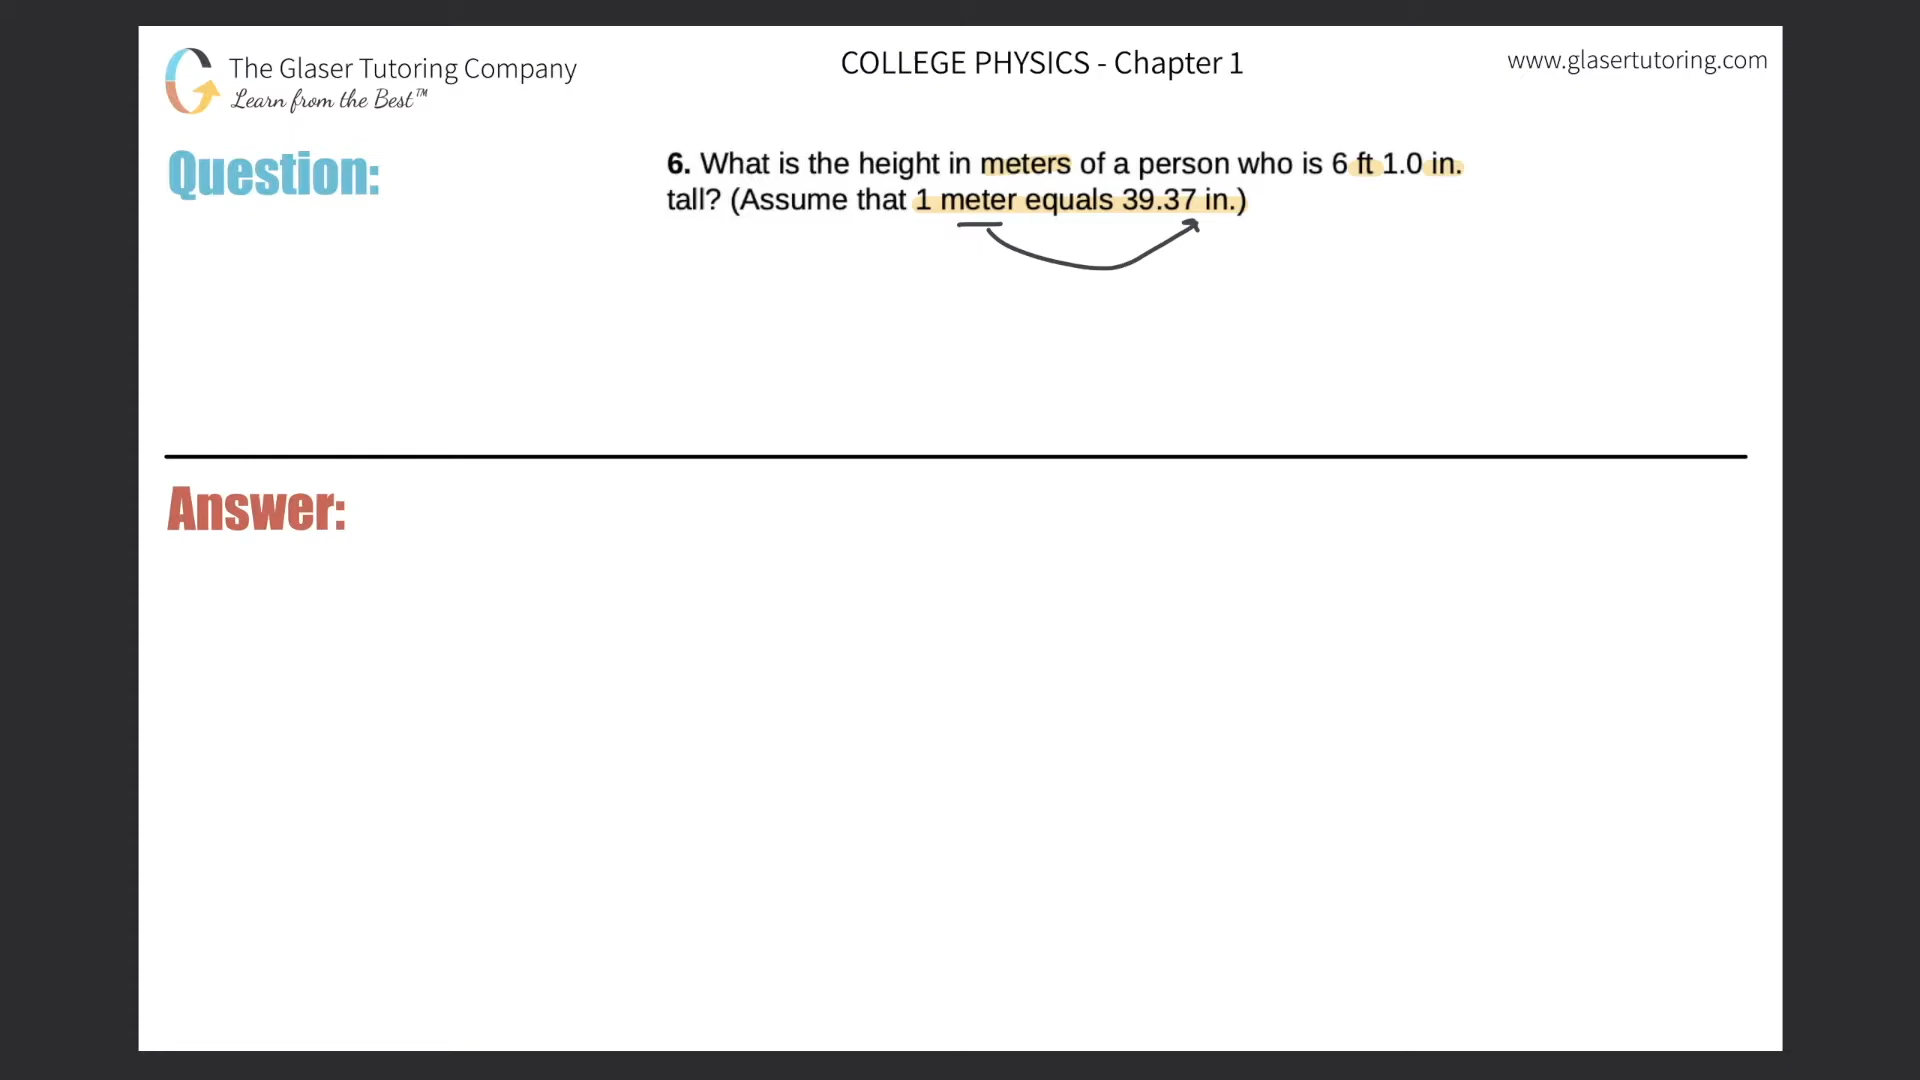 The Glaser Tutoring Company
Learn from the Best™
COLLEGE PHYSICS - Chapter 1
www.glasertutoring.com
Question:
6. What is the height in meters of a person who is 6 ft 1.0 in.
tall? (Assume that 1 meter equals 39.37 in.)
Answer: